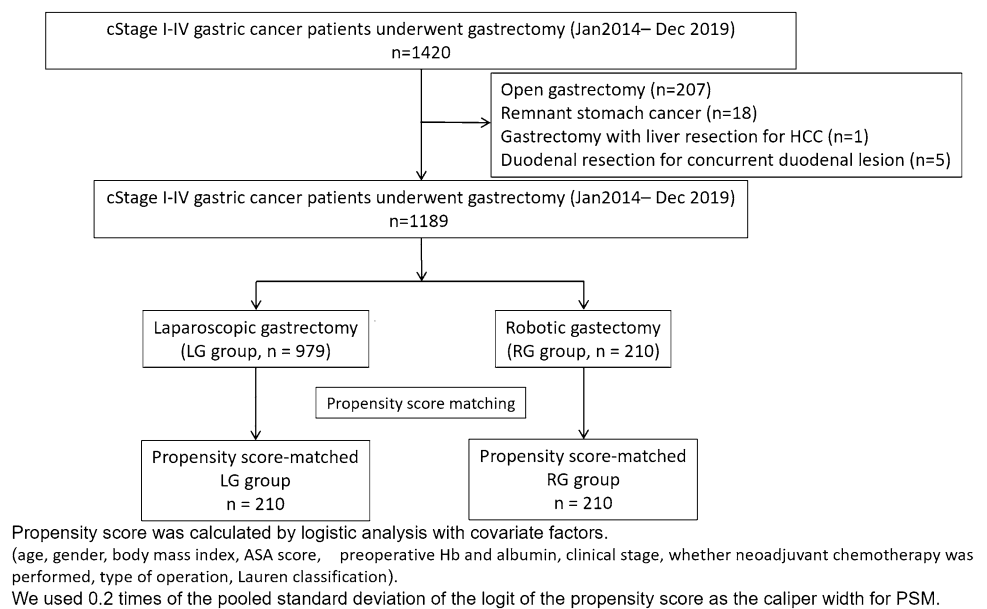 cStage I-IV gastric cancer patients underwent gastrectomy (Jan2014– Dec 2019)
n=1420
Open gastrectomy (n=207)
Remnant stomach cancer (n=18)
Gastrectomy with liver resection for HCC (n=1)
Duodenal resection for concurrent duodenal lesion (n=5)
cStage I-IV gastric cancer patients underwent gastrectomy (Jan2014– Dec 2019)
n=1189
Laparoscopic gastrectomy
(LG group, n = 979)
Robotic gastectomy
(RG group, n = 210)
Propensity score matching
Propensity score-matched
LG group
n = 210
Propensity score-matched
RG group
n = 210
Propensity score was calculated by logistic analysis with covariate factors.
(age, gender, body mass index, ASA score, preoperative Hb and albumin, clinical stage, whether neoadjuvant chemotherapy was
performed, type of operation, Lauren classification).
We used 0.2 times of the pooled standard deviation of the logit of the propensity score as the caliper width for PSM.